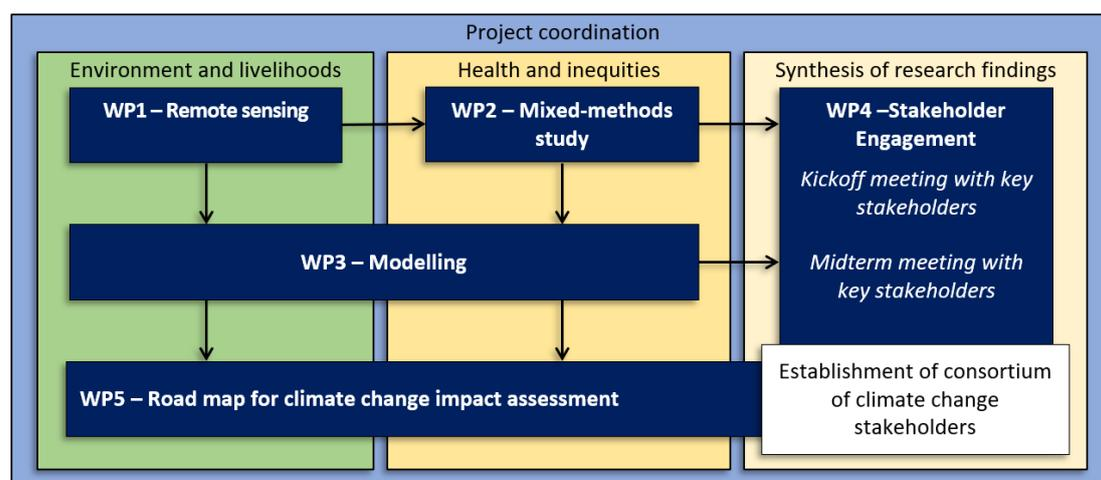 Project coordination
Environment and livelihoods
Health and inequities
Synthesis of research findings
WP1 – Remote sensing
WP2 – Mixed-methods
study
WP4 –Stakeholder
Engagement
Kickoff meeting with key
stakeholders
Midterm meeting with
key stakeholders
WP3 – Modelling
WP5 – Road map for climate change impact assessment
Establishment of consortium
of climate change
stakeholders